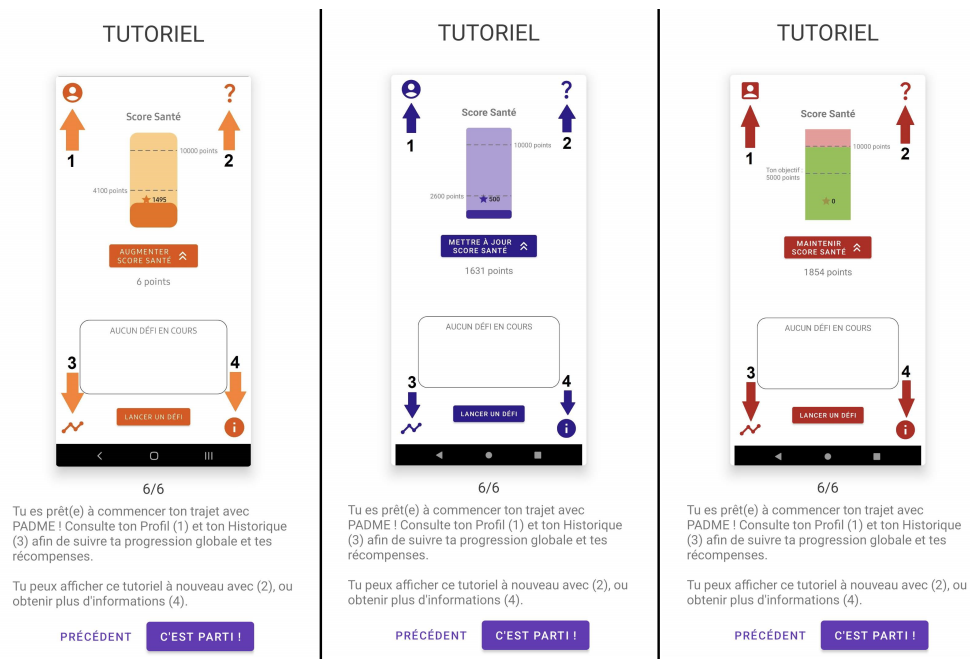 TUTORIEL
?
1
2
Score Santé
10000 points
4100 points
1495
AUGMENTER
SCORE SANTÉ
6 points
AUCUN DÉFI EN COURS
3
4
LANCER UN DÉFI
i
6/6
Tu es prêt(e) à commencer ton trajet avec
PADME ! Consulte ton Profil (1) et ton Historique
(3) afin de suivre ta progression globale et tes
récompenses.
Tu peux afficher ce tutoriel à nouveau avec (2), ou
obtenir plus d'informations (4).
PRÉCÉDENT
C'EST PARTI !
TUTORIEL
?
1
2
Score Santé
10000 points
2600 points
500
METTRE À JOUR
SCORE SANTÉ
1631 points
AUCUN DÉFI EN COURS
3
4
LANCER UN DÉFI
i
6/6
Tu es prêt(e) à commencer ton trajet avec
PADME ! Consulte ton Profil (1) et ton Historique
(3) afin de suivre ta progression globale et tes
récompenses.
Tu peux afficher ce tutoriel à nouveau avec (2), ou
obtenir plus d'informations (4).
PRÉCÉDENT
C'EST PARTI !
TUTORIEL
?
1
2
Score Santé
10000 points
Ton objectif :
5000 points
0
MAINTENIR
SCORE SANTÉ
1854 points
AUCUN DÉFI EN COURS
3
4
LANCER UN DÉFI
i
6/6
Tu es prêt(e) à commencer ton trajet avec
PADME ! Consulte ton Profil (1) et ton Historique
(3) afin de suivre ta progression globale et tes
récompenses.
Tu peux afficher ce tutoriel à nouveau avec (2), ou
obtenir plus d'informations (4).
PRÉCÉDENT
C'EST PARTI !